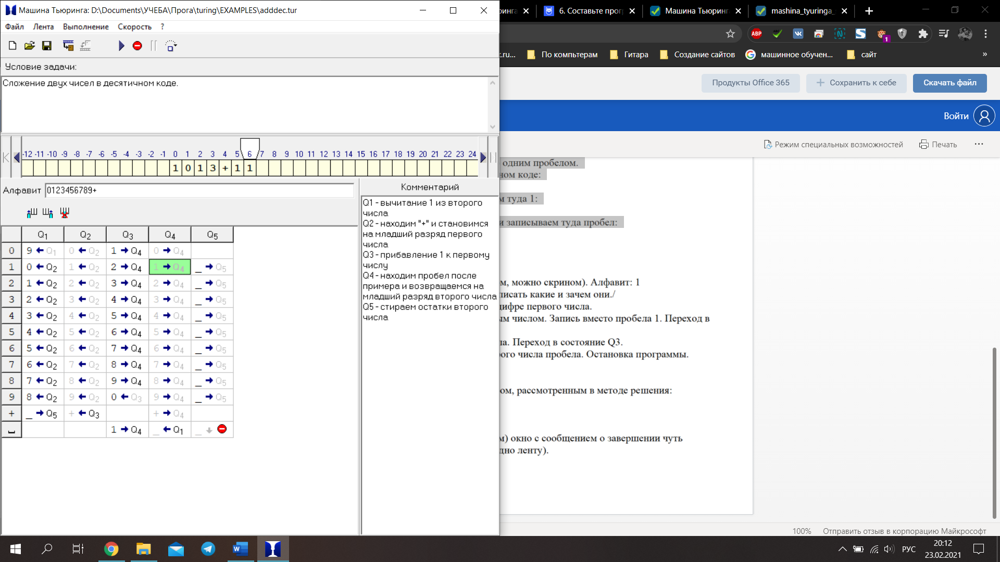 Машина Тьюринга: D:\Documents\УЧЕБА\Прога\turing\EXAMPLES\adddec.tur
Файл Лента Выполнение Скорость ?
Условие задачи:
Сложение двух чисел в десятичном коде.
-12 -11 -10 -9 -8 -7 -6 -5 -4 -3 -2 -1 0 1 2 3 4 5 6 7 8 9 10 11 12 13 14 15 16 17 18 19 20 21 22 23 24
1 0 1 3 + 1 1
Алфавит 0123456789+
Q1 Q2 Q3 Q4 Q5
0 9 ← Q1 0 ← Q2 1 → Q4 0 → Q4
1 0 ← Q2 1 ← Q2 2 → Q4 1 → Q4 _ → Q5
2 1 ← Q2 2 ← Q2 3 → Q4 2 → Q4 _ → Q5
3 2 ← Q2 3 ← Q2 4 → Q4 3 → Q4 _ → Q5
4 3 ← Q2 4 ← Q2 5 → Q4 4 → Q4 _ → Q5
5 4 ← Q2 5 ← Q2 6 → Q4 5 → Q4 _ → Q5
6 5 ← Q2 6 ← Q2 7 → Q4 6 → Q4 _ → Q5
7 6 ← Q2 7 ← Q2 8 → Q4 7 → Q4 _ → Q5
8 7 ← Q2 8 ← Q2 9 → Q4 8 → Q4 _ → Q5
9 8 ← Q2 9 ← Q2 0 ← Q3 9 → Q4 _ → Q5
+ _ → Q5 + ← Q3 + → Q4
␣ 1 → Q4 _ ← Q1 _ ↓
Комментарий
Q1 - вычитание 1 из второго
числа
Q2 - находим "+" и становимся
на младший разряд первого
числа
Q3 - прибавление 1 к первому
числу
Q4 - находим пробел после
примера и возвращаемся на
младший разряд второго числа
Q5 - стираем остатки второго
числа
6. Составьте прог
Машина Тьюринг
mashina_tyuringa_
ABP
1
По компьтерам Гитара Создание сайтов машинное обучен... сайт »
Продукты Office 365 + Сохранить к себе Скачать файл
Войти
Режим специальных возможностей Печать ...
одним пробелом.
ном коде:
туда 1:
и записываем туда пробел:
можно скрином). Алфавит: 1
писать какие и зачем они./
цифре первого числа.
числом. Запись вместо пробела 1. Переход в
Переход в состояние Q3.
числа пробела. Остановка программы.
рассмотренным в методе решения:
окно с сообщением о завершении чуть
ленту).
100% Отправить отзыв в корпорацию Майкрософт
РУС
20:12
23.02.2021